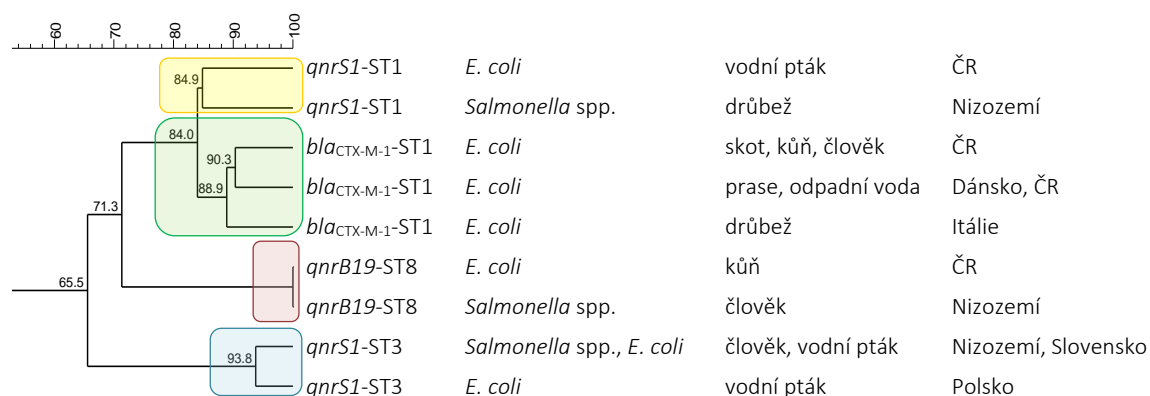 60 70 80 90 100
qnrS1-ST1 E. coli vodní pták ČR
84.9
qnrS1-ST1 Salmonella spp. drůbež Nizozemí
84.0
blaCTX-M-1-ST1 E. coli skot, kůň, člověk ČR
90.3
blaCTX-M-1-ST1 E. coli prase, odpadní voda Dánsko, ČR
88.9
71.3
blaCTX-M-1-ST1 E. coli drůbež Itálie
qnrB19-ST8 E. coli kůň ČR
65.5
qnrB19-ST8 Salmonella spp. člověk Nizozemí
qnrS1-ST3 Salmonella spp., E. coli člověk, vodní pták Nizozemí, Slovensko
93.8
qnrS1-ST3 E. coli vodní pták Polsko